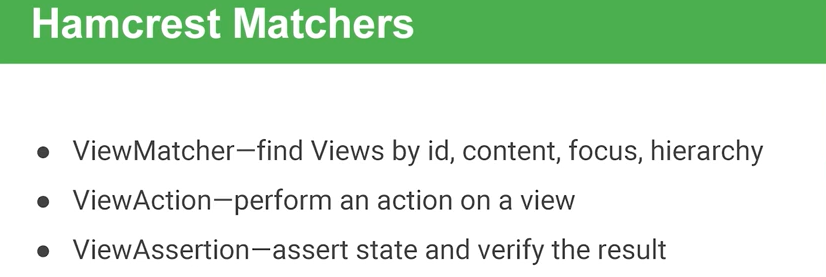 Hamcrest Matchers
● ViewMatcher—find Views by id, content, focus, hierarchy
● ViewAction—perform an action on a view
● ViewAssertion—assert state and verify the result